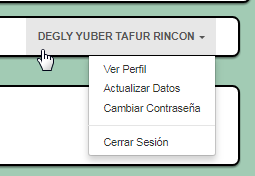 DEGLY YUBER TAFUR RINCON
Ver Perfil
Actualizar Datos
Cambiar Contraseña
Cerrar Sesión